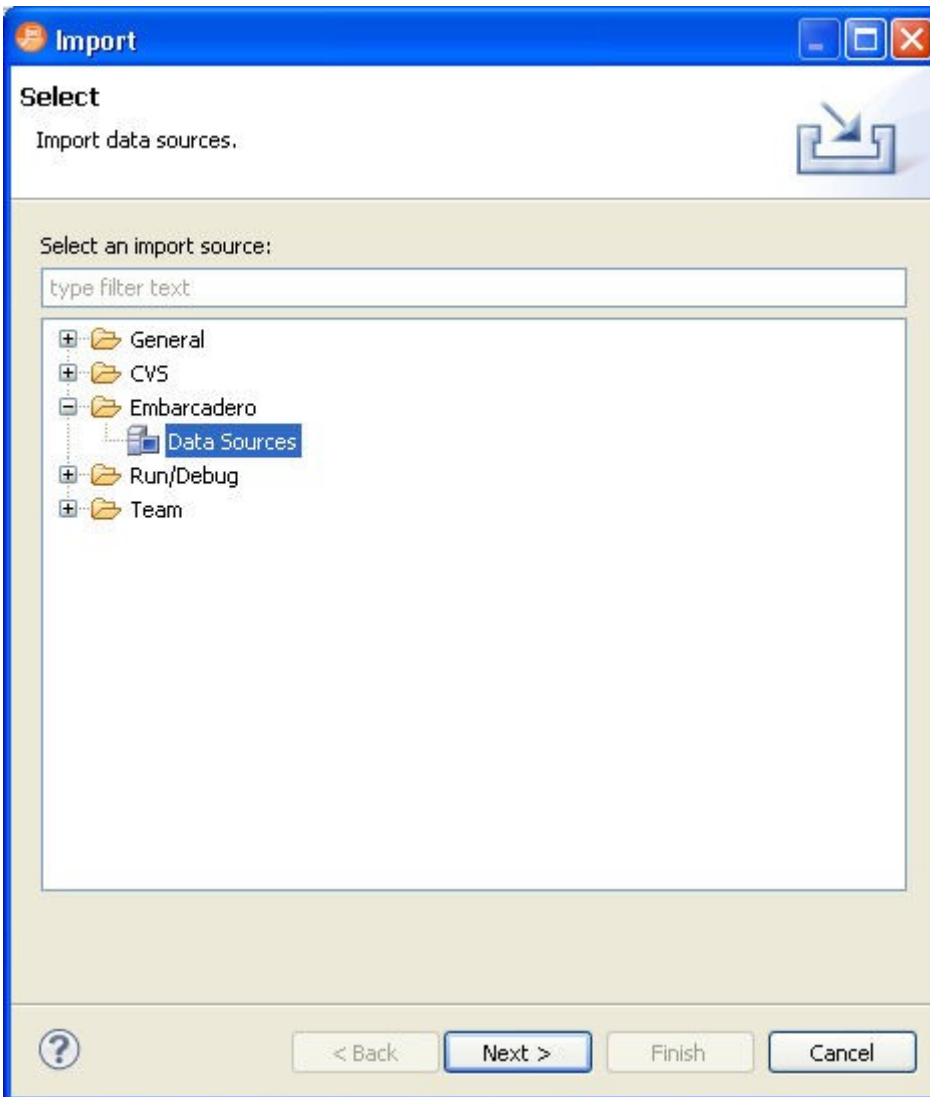 Import
Select
Import data sources.
Select an import source:
type filter text
General
CVS
Embarcadero
Data Sources
Run/Debug
Team
?
< Back Next > Finish Cancel